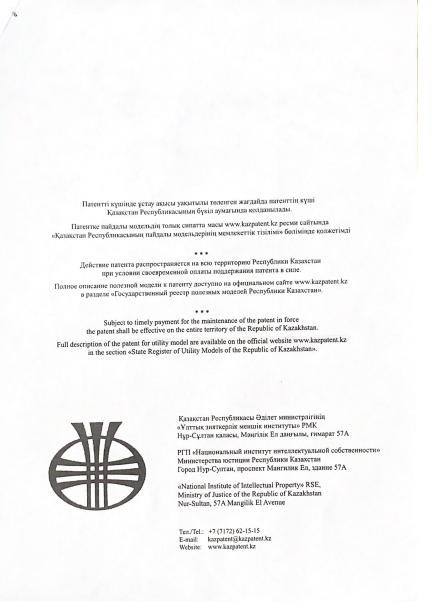 Патентті күшінде ұстау ақысы уақытылы төленген жағдайда патенттің күші
Қазақстан Республикасының бүкіл аумағында қолданылады.
Патентке пайдалы модельдің толық сипаттамасы www.kazpatent.kz ресми сайтында
«Қазақстан Республикасының пайдалы модельдерінің мемлекеттік тізілімі» бөлімінде қолжетімді
* * *
Действие патента распространяется на всю территорию Республики Казахстан
при условии своевременной оплаты поддержания патента в силе.
Полное описание полезной модели к патенту доступно на официальном сайте www.kazpatent.kz
в разделе «Государственный реестр полезных моделей Республики Казахстан».
* * *
Subject to timely payment for the maintenance of the patent in force
the patent shall be effective on the entire territory of the Republic of Kazakhstan.
Full description of the patent for utility model are available on the official website www.kazpatent.kz
in the section «State Register of Utility Models of the Republic of Kazakhstan».
Қазақстан Республикасы Әділет министрлігінің
«Ұлттық зияткерлік меншік институты» РМК
Нұр-Сұлтан қаласы, Мәңгілік Ел даңғылы, ғимарат 57А
РГП «Национальный институт интеллектуальной собственности»
Министерства юстиции Республики Казахстан
Город Нур-Султан, проспект Мангилик Ел, здание 57А
«National Institute of Intellectual Property» RSE,
Ministry of Justice of the Republic of Kazakhstan
Nur-Sultan, 57A Mangilik El Avenue
Тел./Tel.: +7 (7172) 62-15-15
E-mail: kazpatent@kazpatent.kz
Website: www.kazpatent.kz